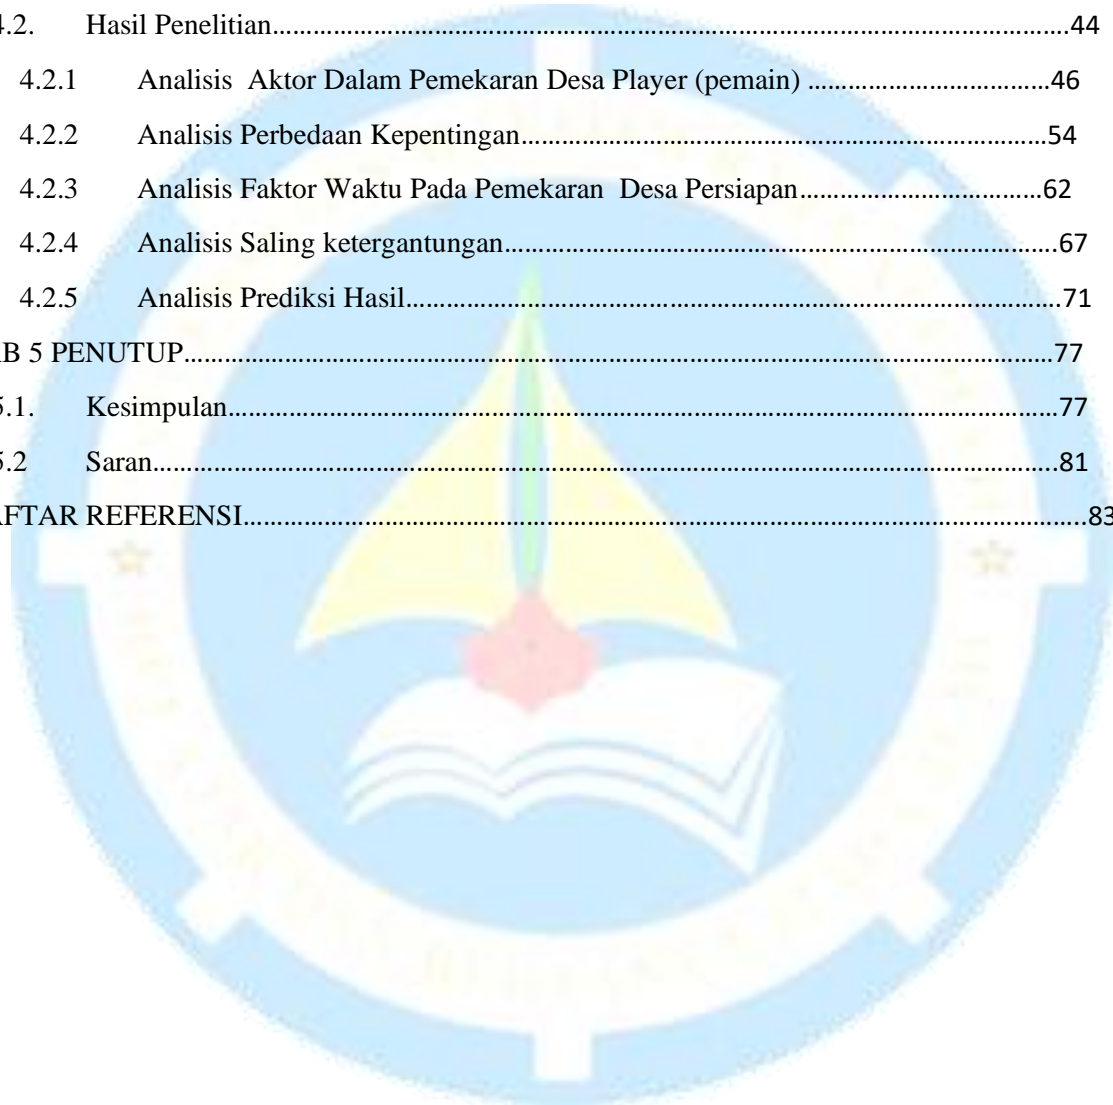 4.2. Hasil Penelitian.......................................................................................................44
4.2.1 Analisis Aktor Dalam Pemekaran Desa Player (pemain) ...............................46
4.2.2 Analisis Perbedaan Kepentingan...................................................................54
4.2.3 Analisis Faktor Waktu Pada Pemekaran Desa Persiapan...............................62
4.2.4 Analisis Saling ketergantungan......................................................................67
4.2.5 Analisis Prediksi Hasil...................................................................................71
AB 5 PENUTUP.............................................................................................................77
5.1. Kesimpulan........................................................................................................77
5.2 Saran..................................................................................................................81
AFTAR REFERENSI.........................................................................................................83